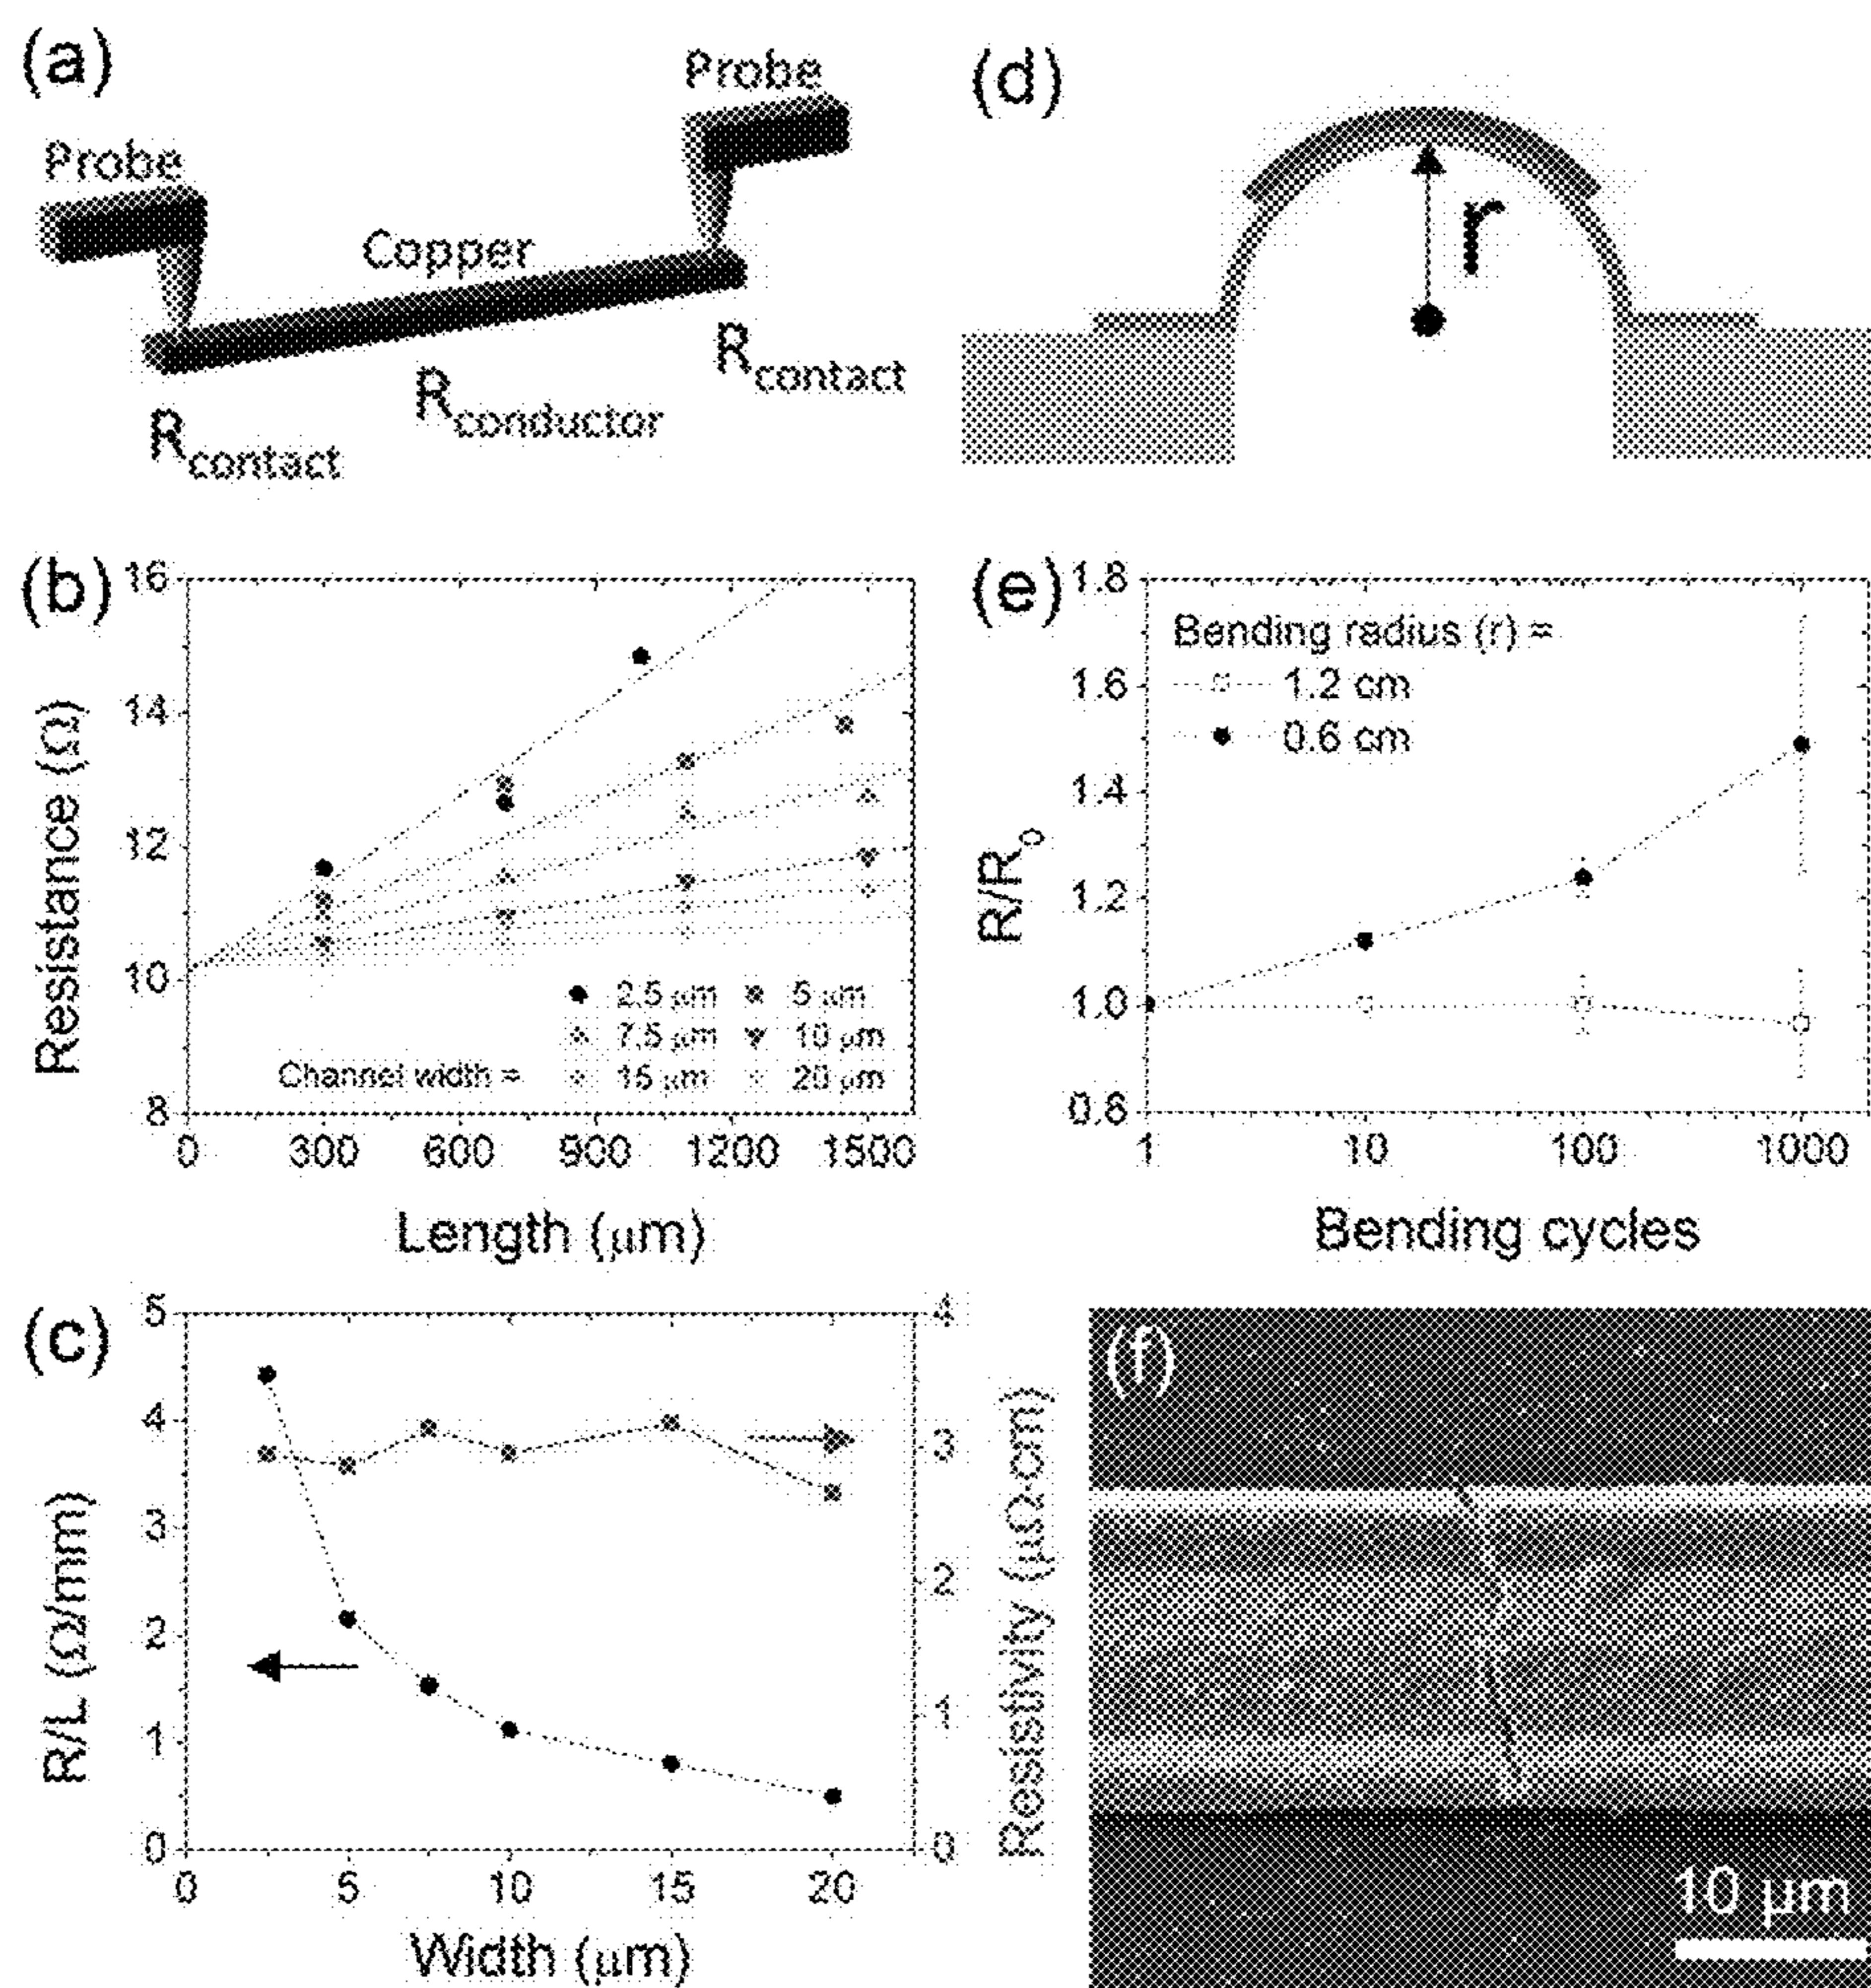 (a)
Probe
Probe
Copper
R_contact
R_conductor
R_contact
(d)
r
(b)
Resistance (Ω)
16
14
12
10
8
0 300 600 900 1200 1500
Length (μm)
Channel width =
2.5 μm
5 μm
7.5 μm
10 μm
15 μm
20 μm
(e)
R/R_o
1.8
1.6
1.4
1.2
1.0
0.8
Bending radius (r) =
1.2 cm
0.6 cm
1 10 100 1000
Bending cycles
(c)
R/L (Ω/mm)
5
4
3
2
1
0
4
3
2
1
0
Resistivity (μΩ·cm)
0 5 10 15 20
Width (μm)
(f)
10 μm